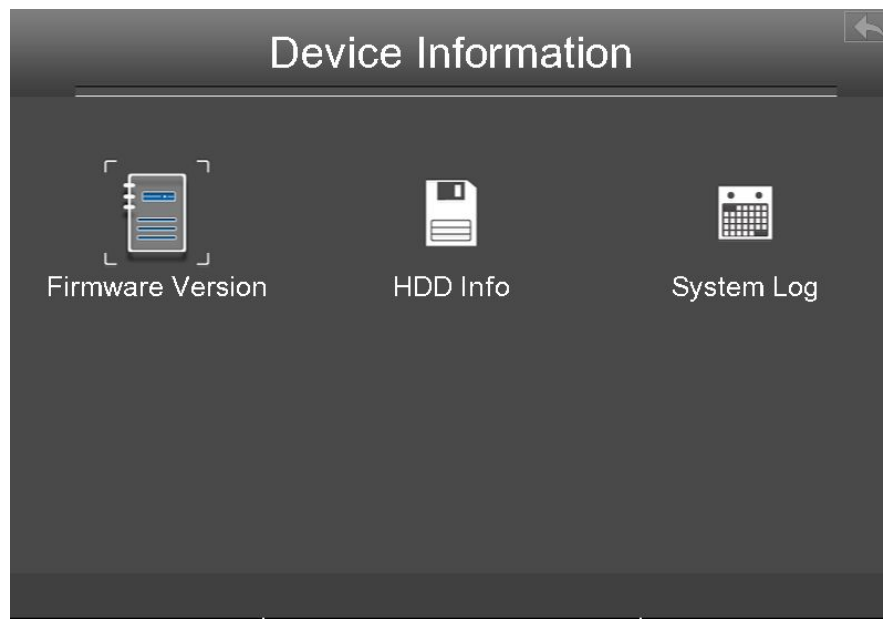 Device Information
Firmware Version
HDD Info
System Log